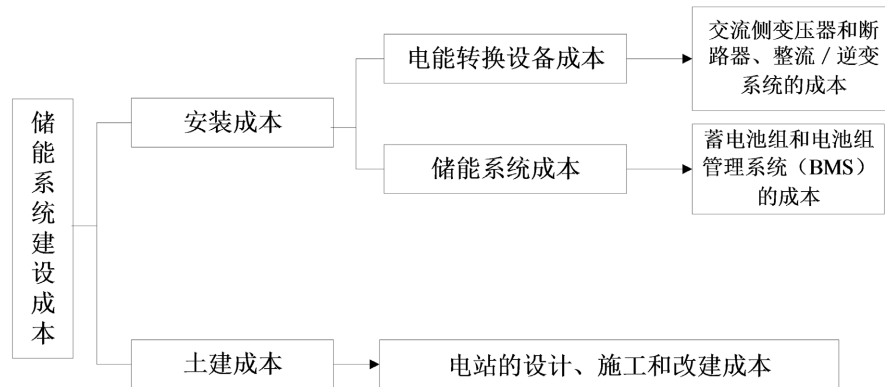 储能系统建设成本
安装成本
电能转换设备成本
交流侧变压器和断
路器、整流/逆变
系统的成本
储能系统成本
蓄电池组和电池组
管理系统（BMS）
的成本
土建成本
电站的设计、施工和改建成本